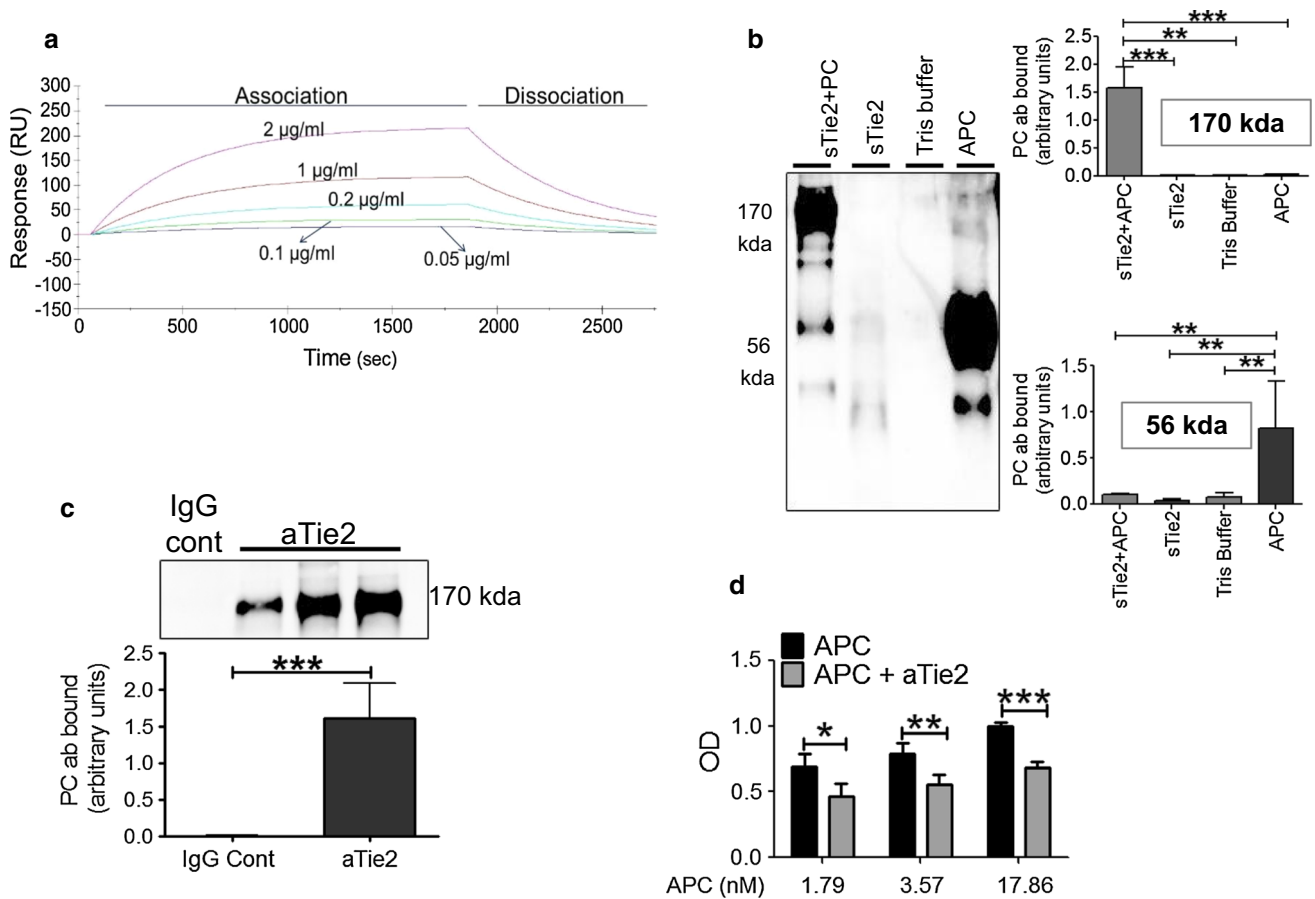 a
300
250
200
150
100
50
0
-50
-100
-150
Response (RU)
Association
Dissociation
2 µg/ml
1 µg/ml
0.2 µg/ml
0.1 µg/ml
0.05 µg/ml
0
500
1000
1500
2000
2500
Time (sec)
b
sTie2+PC
sTie2
Tris buffer
APC
170
kda
56
kda
PC ab bound
(arbitrary units)
2.5
2.0
1.5
1.0
0.5
0.0
***
**
***
170 kda
sTie2+APC
sTie2
Tris Buffer
APC
PC ab bound
(arbitrary units)
1.5
1.0
0.5
0.0
**
**
**
56 kda
sTie2+APC
sTie2
Tris Buffer
APC
c
IgG
cont
aTie2
170 kda
PC ab bound
(arbitrary units)
2.5
2.0
1.5
1.0
0.5
0.0
***
IgG Cont
aTie2
d
APC
APC + aTie2
OD
1.5
1.0
0.5
0.0
*
**
***
APC (nM)
1.79
3.57
17.86